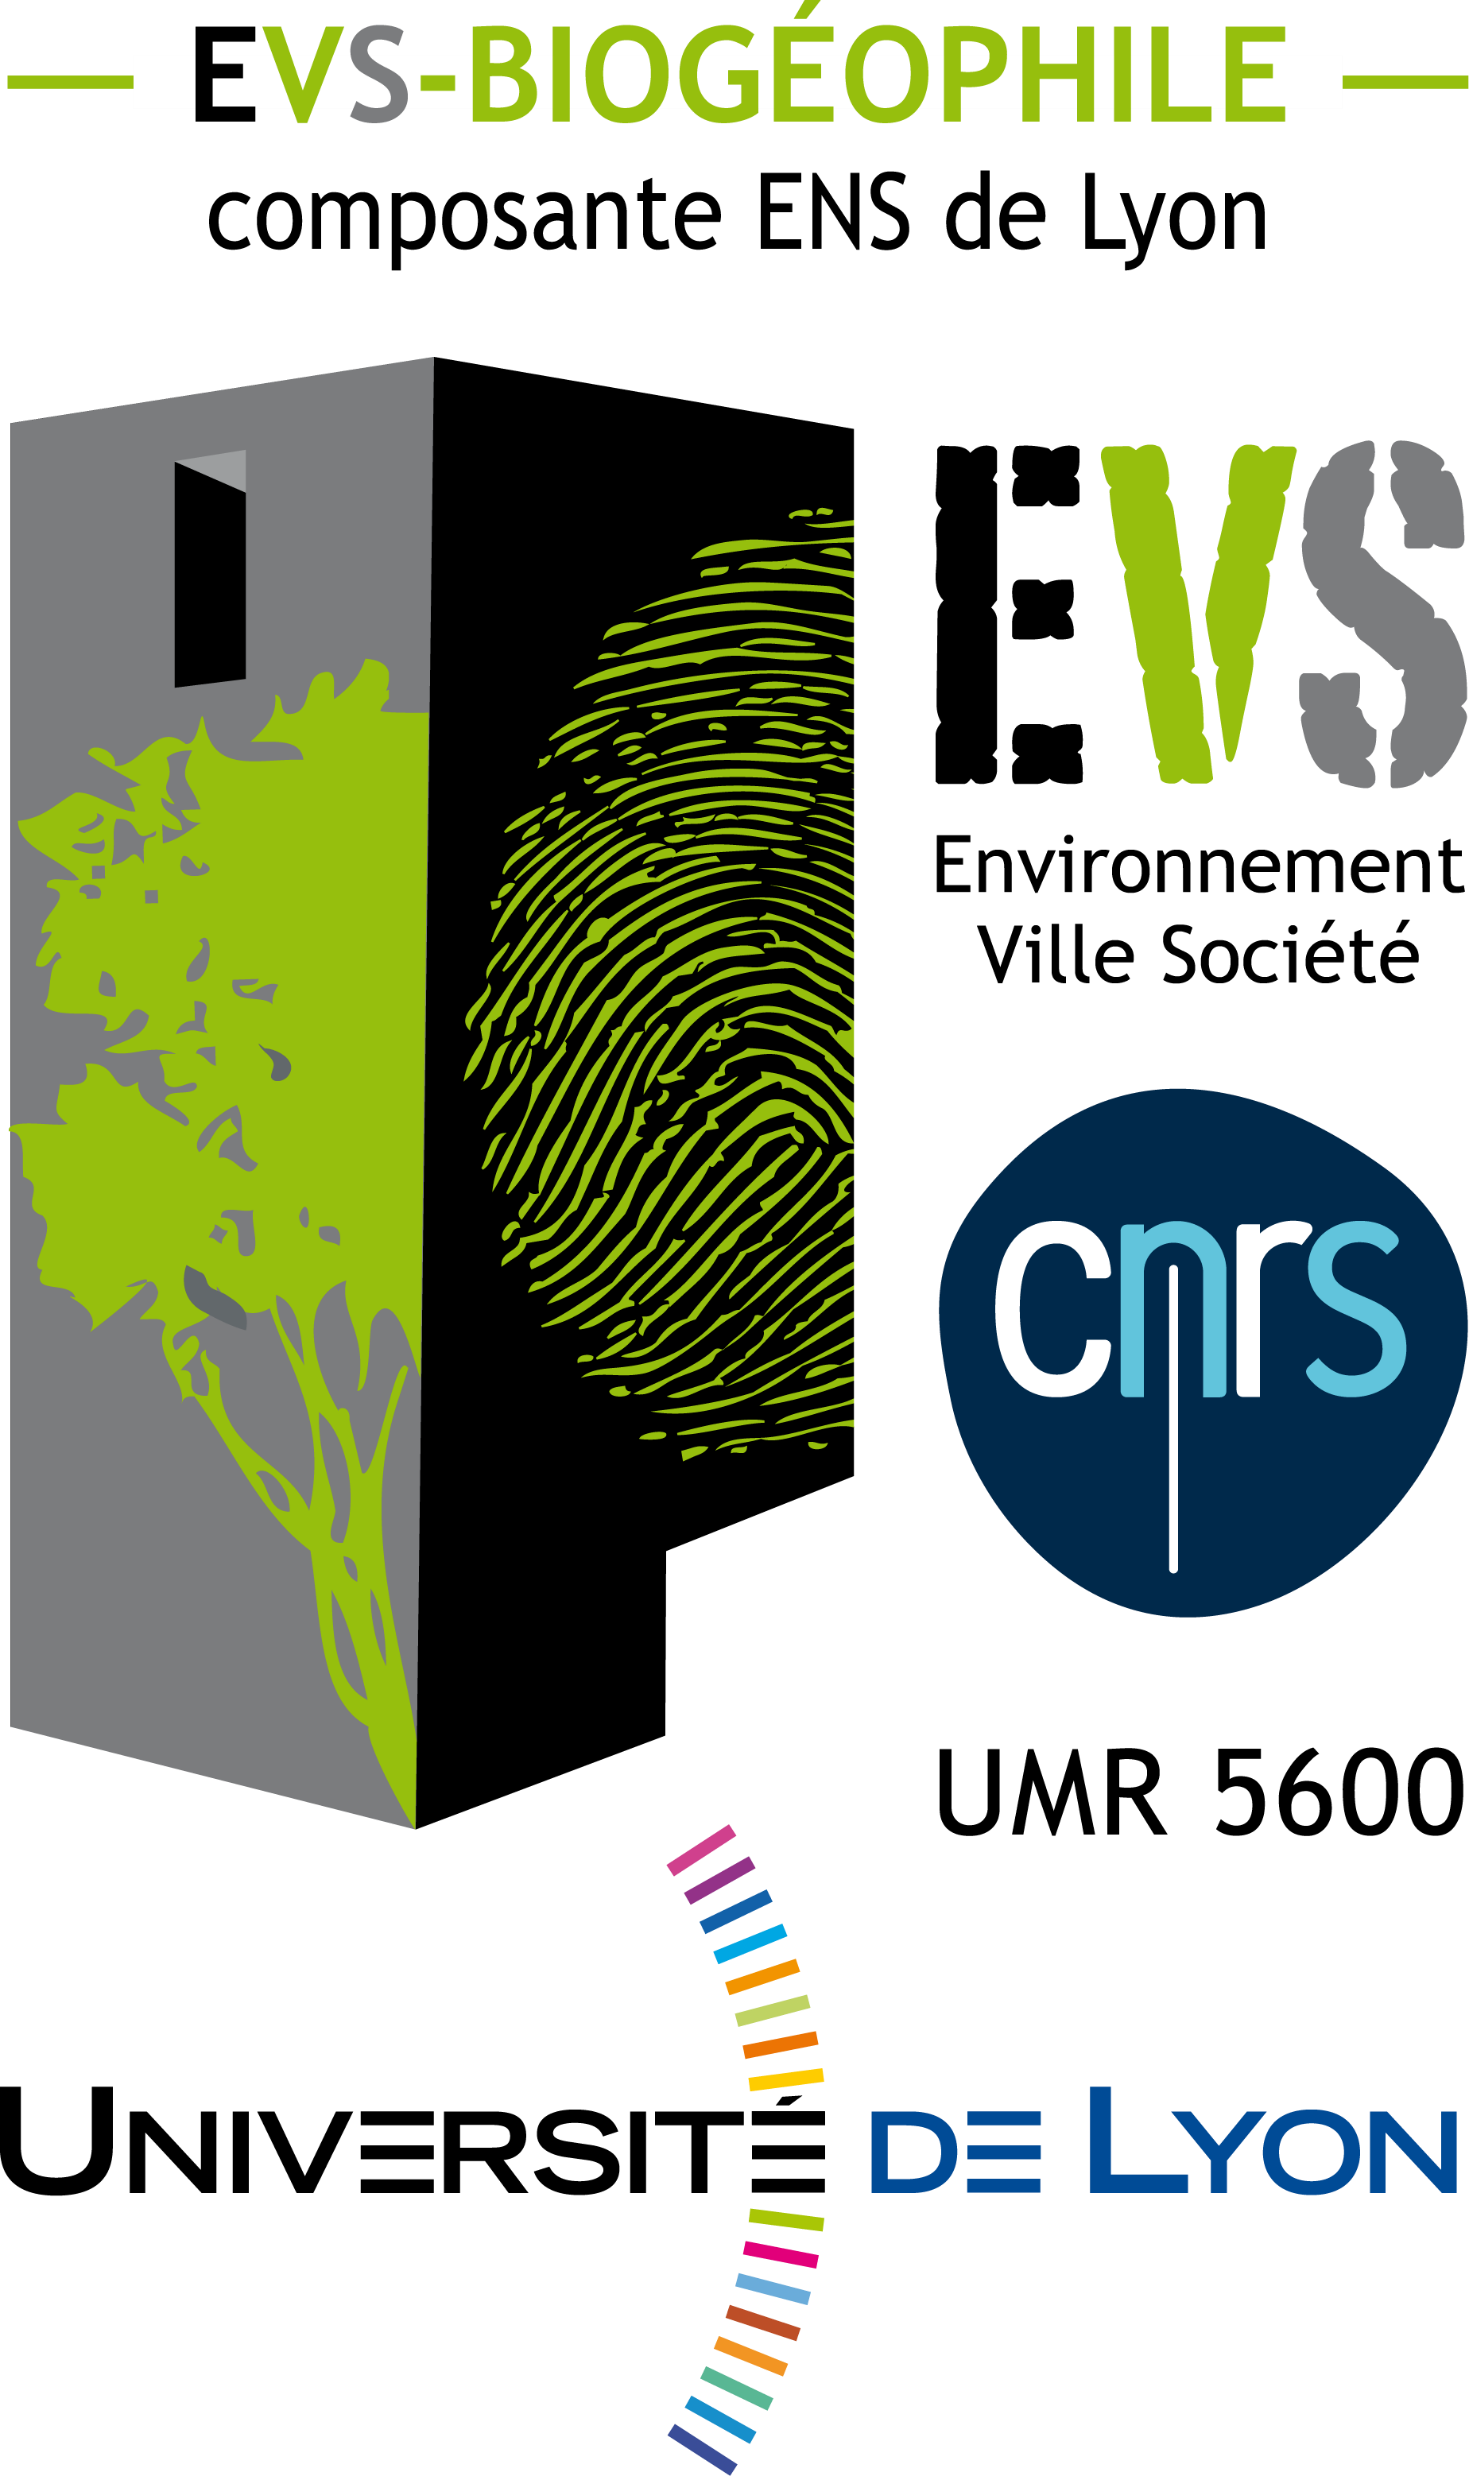 EVS-BIOGÉOPHILE
composante ENS de Lyon
EVS
Environnement
Ville Société
cnrs
UMR 5600
UNIVERSITÉ DE LYON